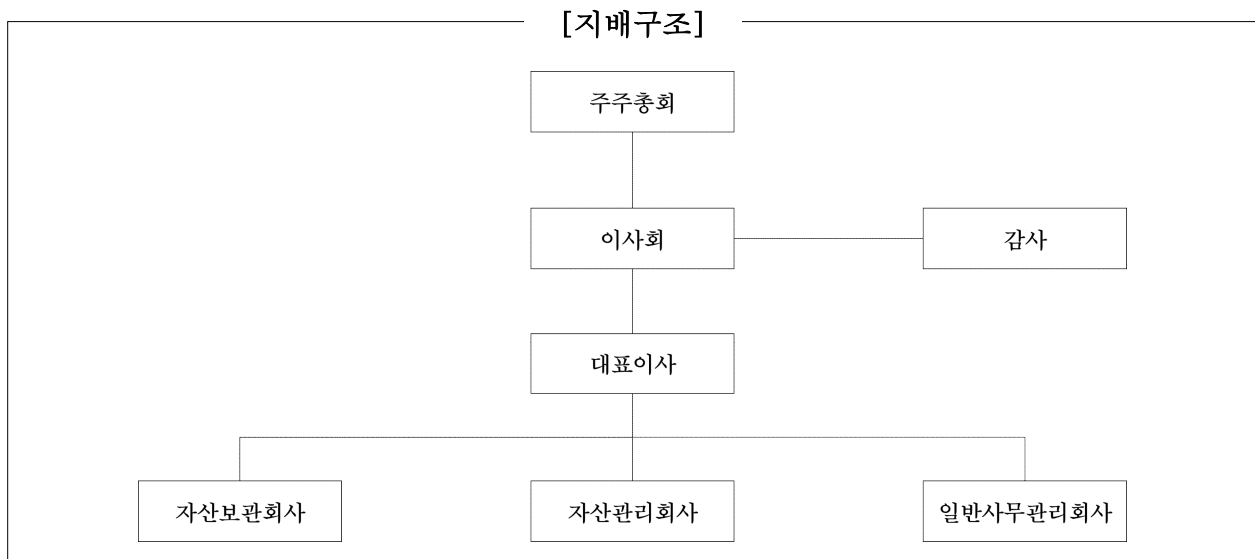 [지배구조]
주주총회
이사회
감사
대표이사
자산보관회사
자산관리회사
일반사무관리회사